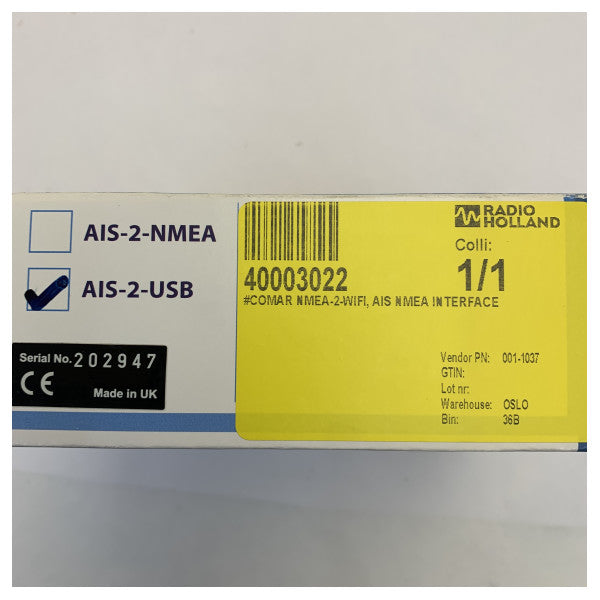 AIS-2-NMEA
AIS-2-USB
Serial No. 202947
CE
Made in UK
RADIO
HOLLAND
Colli:
40003022
1/1
#COMAR NMEA-2-WIFI, AIS NMEA INTERFACE
Vendor PN: 001-1037
GTIN:
Lot nr:
Warehouse: OSLO
Bin: 36B